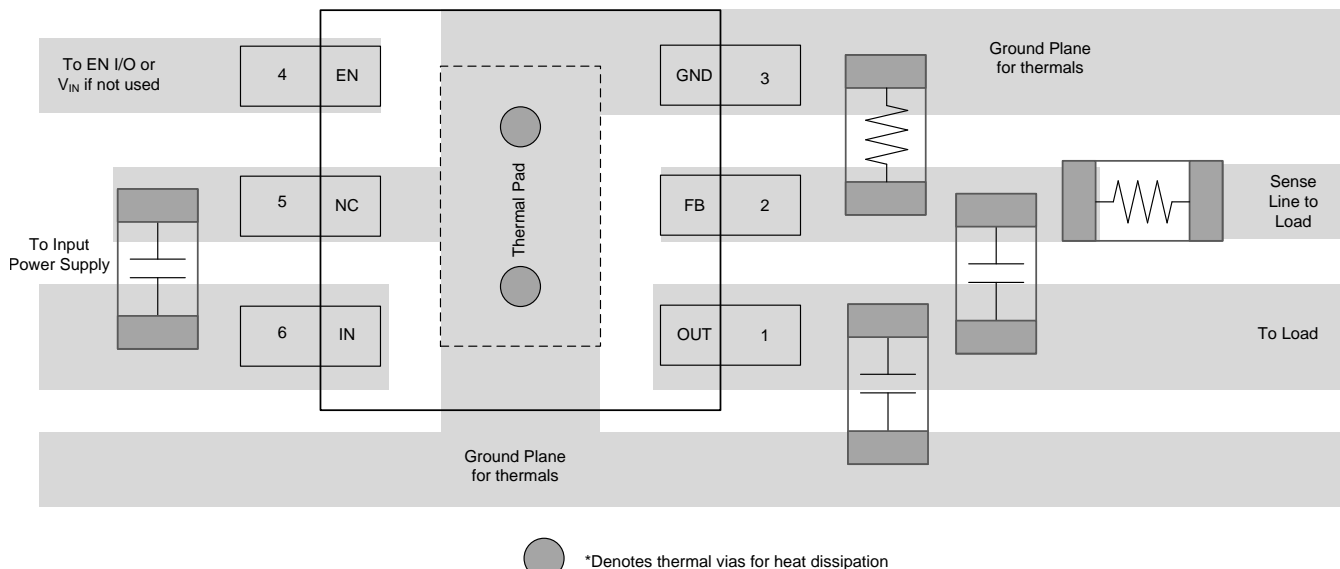 To EN I/O or
VIN if not used
4
EN
GND
3
Ground Plane
for thermals
5
NC
Thermal Pad
FB
2
Sense
Line to
Load
To Input
Power Supply
6
IN
OUT
1
To Load
Ground Plane
for thermals
*Denotes thermal vias for heat dissipation